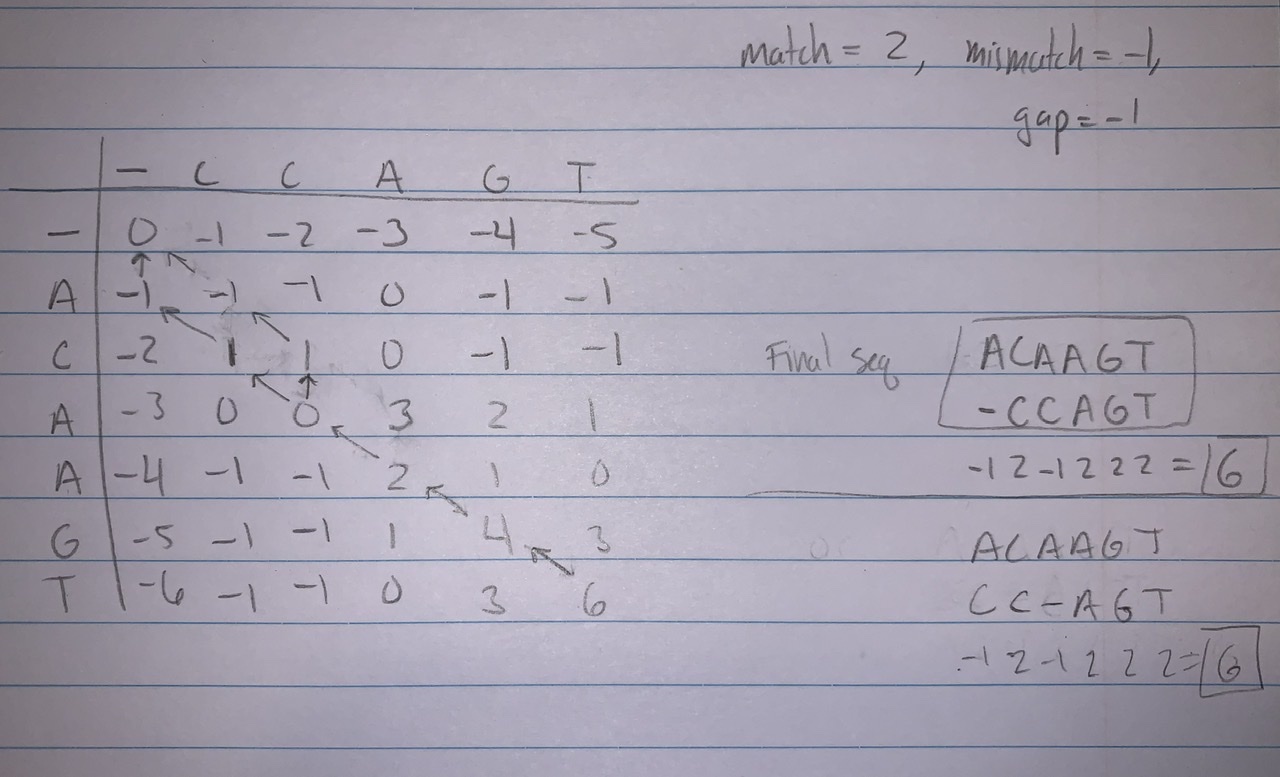 match = 2, mismatch = -1,
gap = -1
- C C A G T
- 0 -1 -2 -3 -4 -5
A -1 -1 -1 0 -1 -1
C -2 1 1 0 -1 -1
Final seq ACAAGT
A -3 0 0 3 2 1
-CCAGT
A -4 -1 -1 2 1 0
-1 2 -1 2 2 2 = 6
G -5 -1 -1 1 4 3
ACAAGT
T -6 -1 -1 0 3 6
CC-AGT
-1 2 -1 2 2 2 = 6